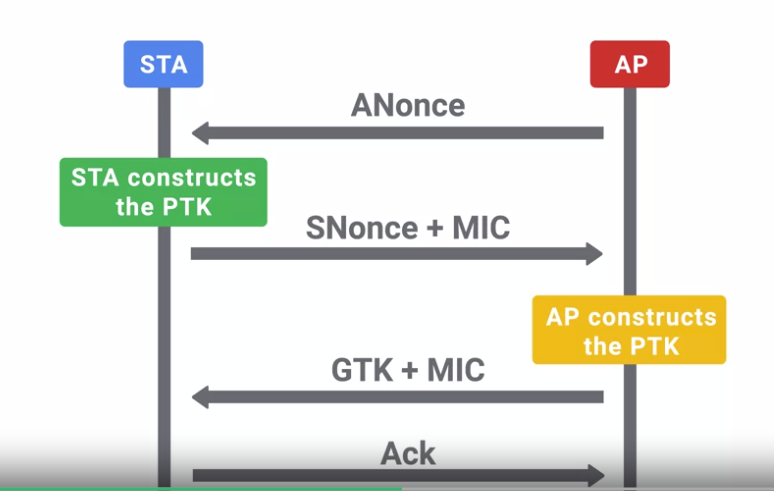 STA
AP
ANonce
STA constructs
the PTK
SNonce + MIC
AP constructs
the PTK
GTK + MIC
Ack